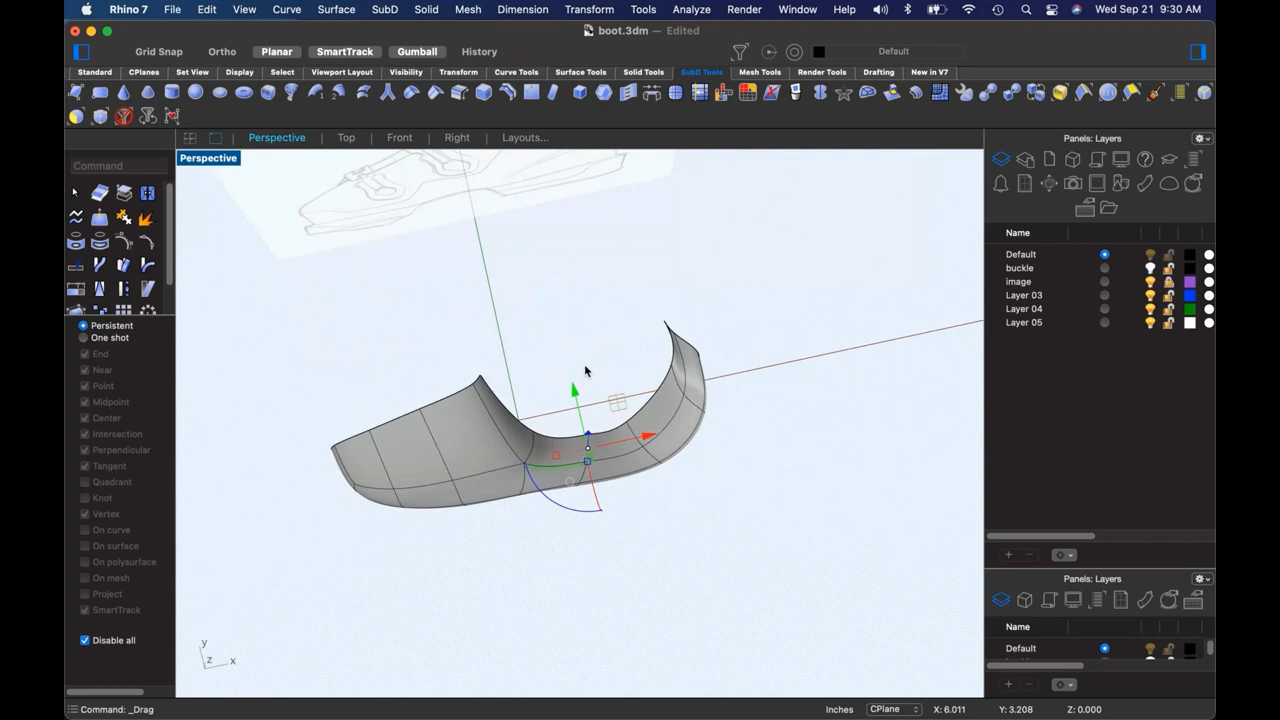 Rhino 7 File Edit View Curve Surface SubD Solid Mesh Dimension Transform Tools Analyze Render Window Help Wed Sep 21 9:30 AM
boot.3dm — Edited
Grid Snap Ortho Planar SmartTrack Gumball History Default
Standard CPlanes Set View Display Select Viewport Layout Visibility Transform Curve Tools Surface Tools Solid Tools SubD Tools Mesh Tools Render Tools Drafting New in V7
Perspective Top Front Right Layouts...
Panels: Layers
Perspective
Command
Name
Default
buckle
image
Layer 03
Layer 04
Layer 05
Persistent
One shot
End
Near
Point
Midpoint
Center
Intersection
Perpendicular
Tangent
Quadrant
Knot
Vertex
On curve
On surface
On polysurface
On mesh
Project
SmartTrack
Disable all
Panels: Layers
Name
Default
y
z x
Command: _Drag Inches CPlane X: 6.011 Y: 3.208 Z: 0.000